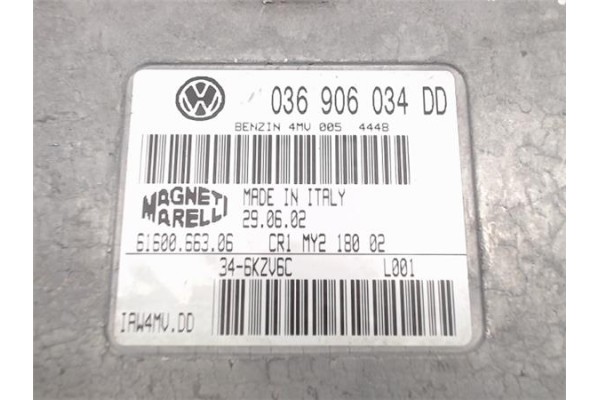 VW 036 906 034 DD
BENZIN 4MV 005 4448
MAGNETI MARELLI
MADE IN ITALY
29.06.02
61600.663.06 CR1 MY2 180 02
34-6KZV6C L001
IAW4MV.DD